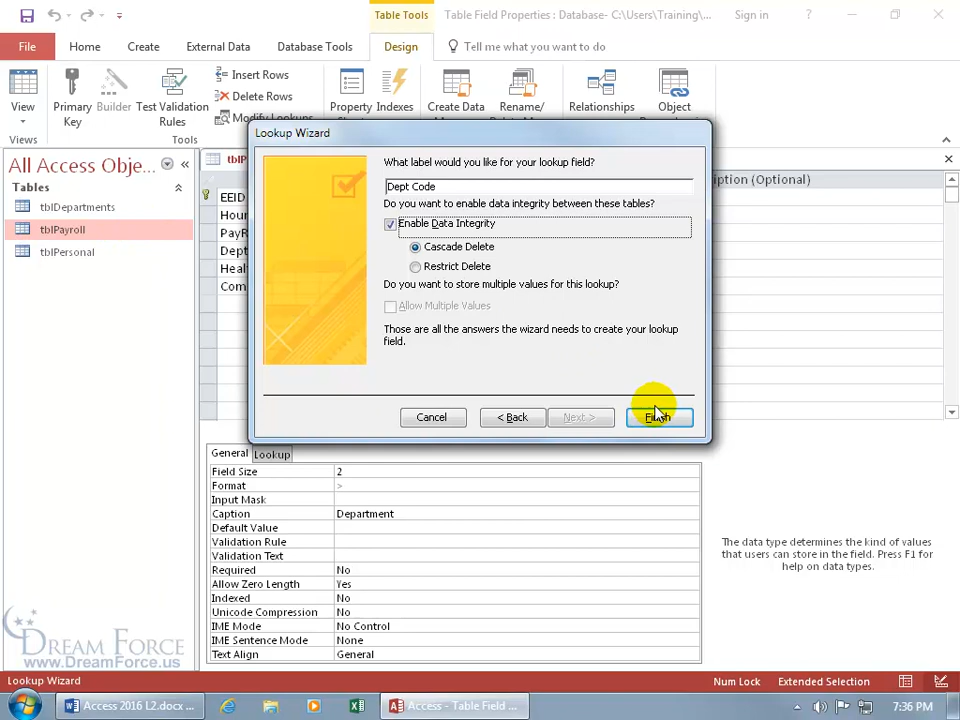 Table Tools
Table Field Properties : Database- C:\Users\Training\...
Sign in
File
Home
Create
External Data
Database Tools
Design
Tell me what you want to do
View
Primary Key
Builder
Test Validation Rules
Insert Rows
Delete Rows
Modify Lookups
Property
Indexes
Create Data
Rename/
Relationships
Object
Views
Tools
All Access Obje...
Tables
tblDepartments
tblPayroll
tblPersonal
EEID
Lookup Wizard
What label would you like for your lookup field?
Dept Code
Do you want to enable data integrity between these tables?
Enable Data Integrity
Cascade Delete
Restrict Delete
Do you want to store multiple values for this lookup?
Allow Multiple Values
Those are all the answers the wizard needs to create your lookup
field.
Cancel
< Back
Next >
Finish
(Optional)
General
Lookup
Field Size 2
Format >
Input Mask
Caption Department
Default Value
Validation Rule
Validation Text
Required No
Allow Zero Length Yes
Indexed No
Unicode Compression No
IME Mode No Control
IME Sentence Mode None
Text Align General
The data type determines the kind of values
that users can store in the field. Press F1 for
help on data types.
DREAM FORCE
www.DreamForce.us
Lookup Wizard
Num Lock
Extended Selection
Access 2016 L2.docx ...
Access - Table Field ...
7:36 PM